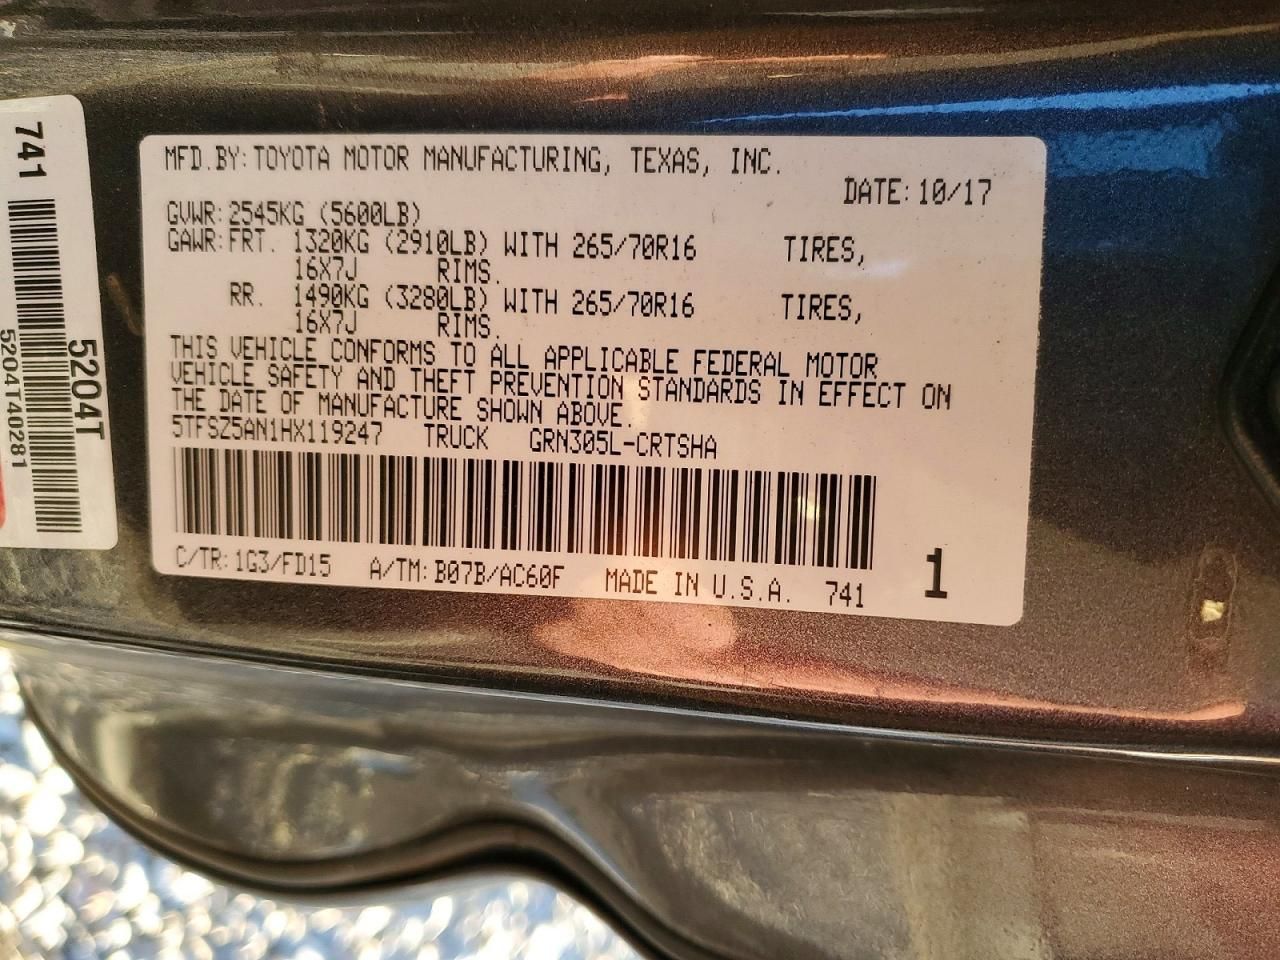 741
5204T
5204T40281
MFD.BY: TOYOTA MOTOR MANUFACTURING, TEXAS, INC.
DATE: 10/17
GVWR: 2545KG (5600LB)
GAWR: FRT. 1320KG (2910LB) WITH 265/70R16 TIRES,
16X7J RIMS.
RR. 1490KG (3280LB) WITH 265/70R16 TIRES,
16X7J RIMS.
THIS VEHICLE CONFORMS TO ALL APPLICABLE FEDERAL MOTOR
VEHICLE SAFETY AND THEFT PREVENTION STANDARDS IN EFFECT ON
THE DATE OF MANUFACTURE SHOWN ABOVE.
5TFSZ5AN1HX119247 TRUCK GRN305L-CRTSHA
C/TR: 1G3/FD15 A/TM: B07B/AC60F MADE IN U.S.A. 741 1